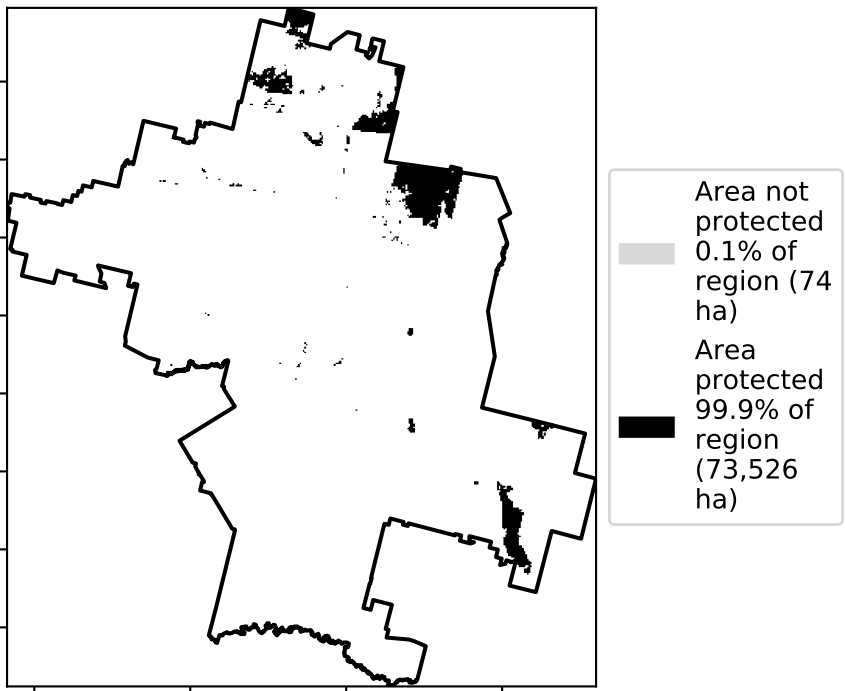 Area not
protected
0.1% of
region (74
ha)
Area
protected
99.9% of
region
(73,526
ha)